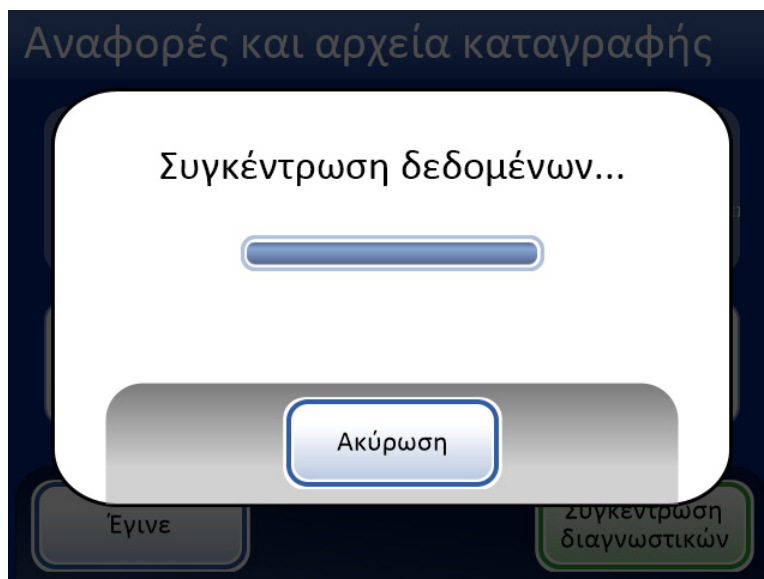 Αναφορές και αρχεία καταγραφής
Συγκέντρωση δεδομένων...
Ακύρωση
Έγινε
Συγκέντρωση
διαγνωστικών